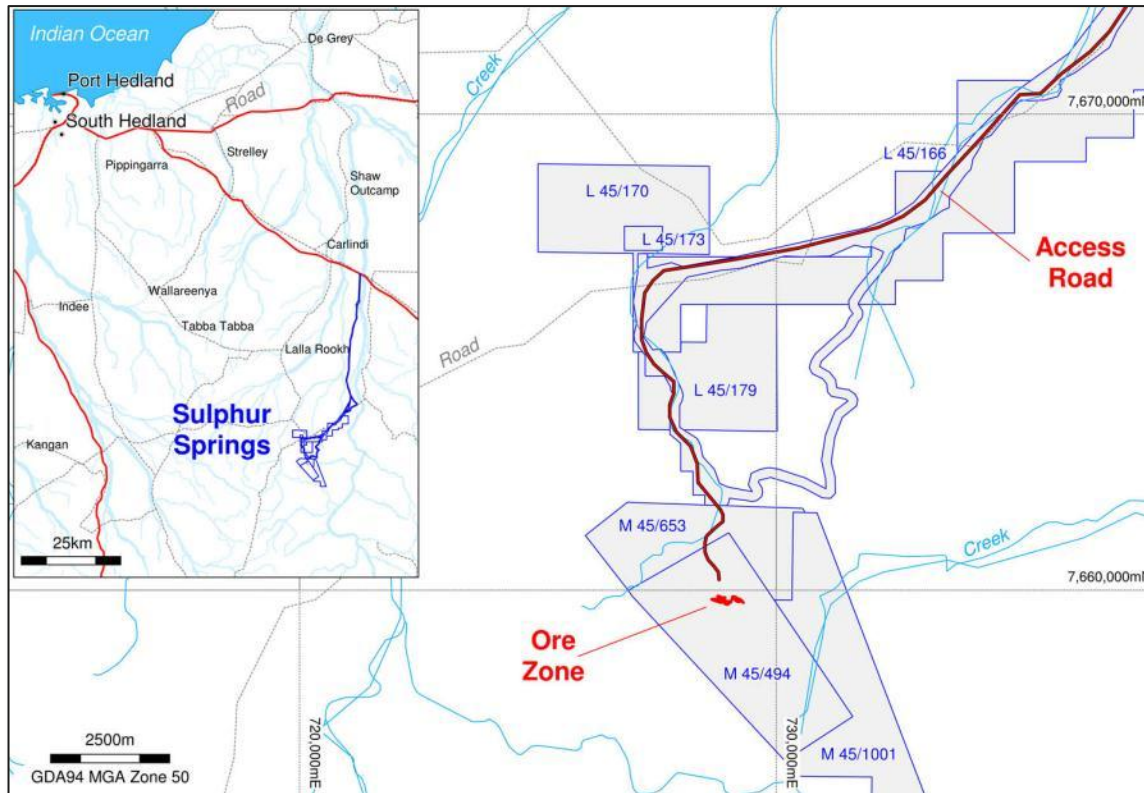 Indian Ocean
De Grey
Port Hedland
Road
South Hedland
Strelley
Pippingarra
Shaw
Outcamp
Carlindi
Wallareenya
Indee
Tabba Tabba
Lalla Rookh
Sulphur
Springs
Kangan
25km
Creek
7,670,000mN
L 45/166
L 45/170
L 45/173
Access
Road
Road
L 45/179
M 45/653
Creek
7,660,000mN
Ore
Zone
M 45/494
720,000mE
730,000mE
M 45/1001
2500m
GDA94 MGA Zone 50